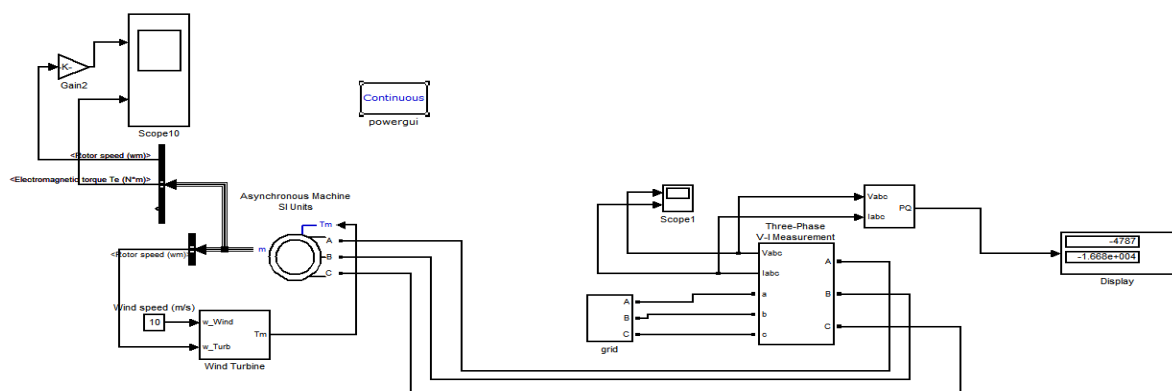 -K-
Gain2
Scope10
Continuous
powergui
<Rotor speed (wm)>
<Electromagnetic torque Te (N*m)>
Asynchronous Machine
SI Units
Tm
A
m
B
C
<Rotor speed (wm)>
Wind speed (m/s)
10
w_Wind
w_Turb
Tm
Wind Turbine
Scope1
Vabc
Iabc
PQ
Three-Phase
V-I Measurement
Vabc
Iabc
a
b
c
A
B
C
A
B
C
grid
-4787
-1.668e+004
Display